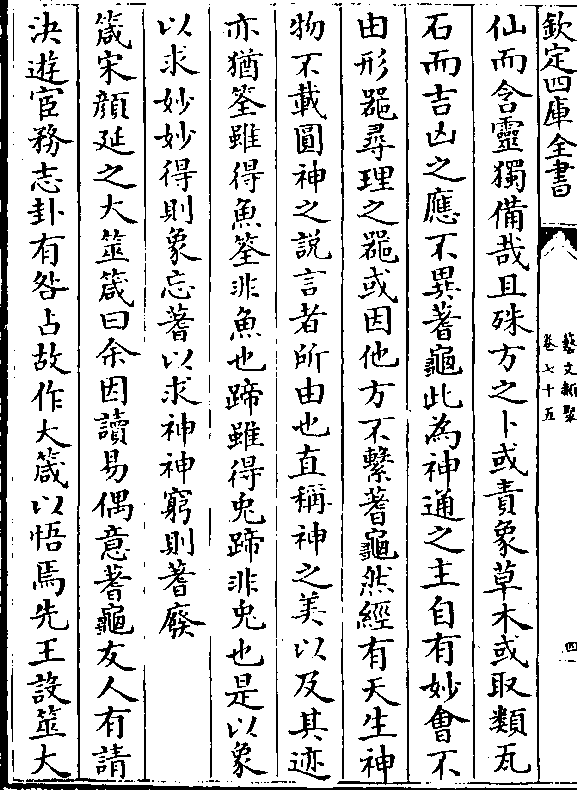 欽定四庫全書
藝文類聚
卷七十五
四
仙而含靈獨備哉且殊方之卜或責象草木或取類瓦
石而吉凶之應不異蓍龜此為神通之主自有妙會不
由形器尋理之器或因他方不繫蓍龜然經有天生神
物不載圓神之説言者所由也直稱神之美以及其迹
亦猶筌雖得魚筌非魚也蹄雖得兎蹄非兎也是以象
以求妙妙得則象忘蓍以求神神窮則蓍廢
箴宋顔延之大筮箴曰余因讀易偶意蓍龜友人有請
決遊宦務志卦有咎占故作大箴以悟焉先王設筮大